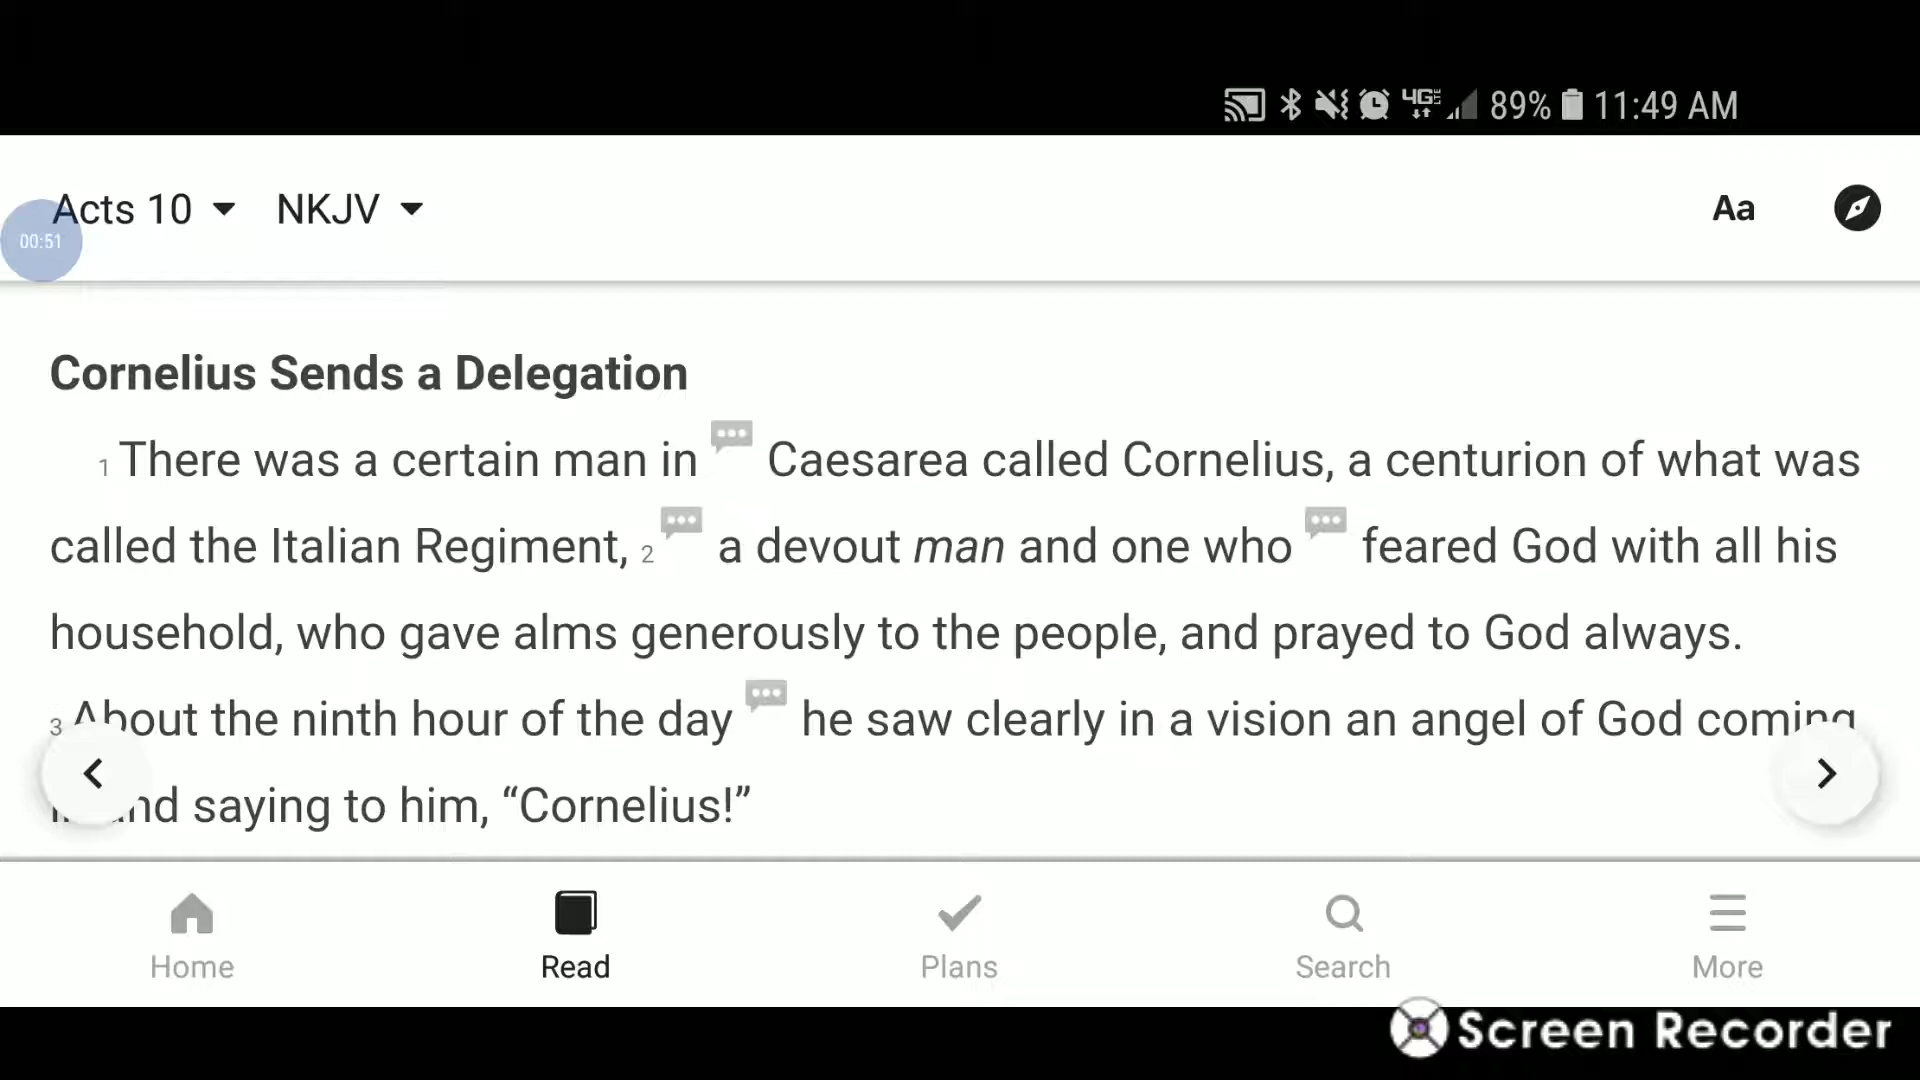 4G LTE 89% 11:49 AM
Acts 10 NKJV Aa
00:51
Cornelius Sends a Delegation
1 There was a certain man in Caesarea called Cornelius, a centurion of what was
called the Italian Regiment, 2 a devout man and one who feared God with all his
household, who gave alms generously to the people, and prayed to God always.
3 About the ninth hour of the day he saw clearly in a vision an angel of God coming
and saying to him, “Cornelius!”
Home Read Plans Search More
Screen Recorder